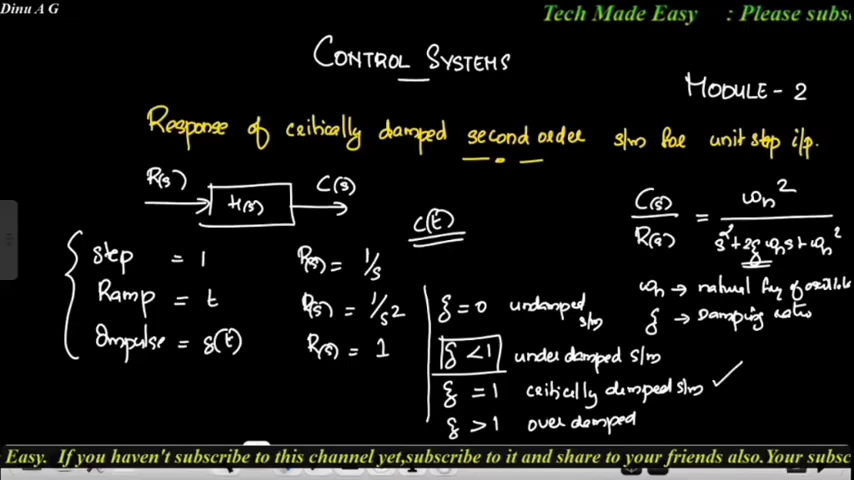 Dinu A G
Tech Made Easy : Please subs
CONTROL SYSTEMS
MODULE - 2
Response of critically damped second order s/m for unit step i/p.
R(s) H(s) C(s)
C(t)
C(s)/R(s) = ωn²/s²+2ξωns+ωn²
Step = 1 R(s) = 1/s
Ramp = t R(s) = 1/s2
Impulse = δ(t) R(s) = 1
ωn → natural freq of oscillatio
ξ → Damping ratio
ξ = 0 undamped s/m
ξ < 1 underdamped s/m
ξ = 1 critically damped s/m ✓
ξ > 1 over damped
Easy. If you haven't subscribe to this channel yet,subscribe to it and share to your friends also.Your subsc